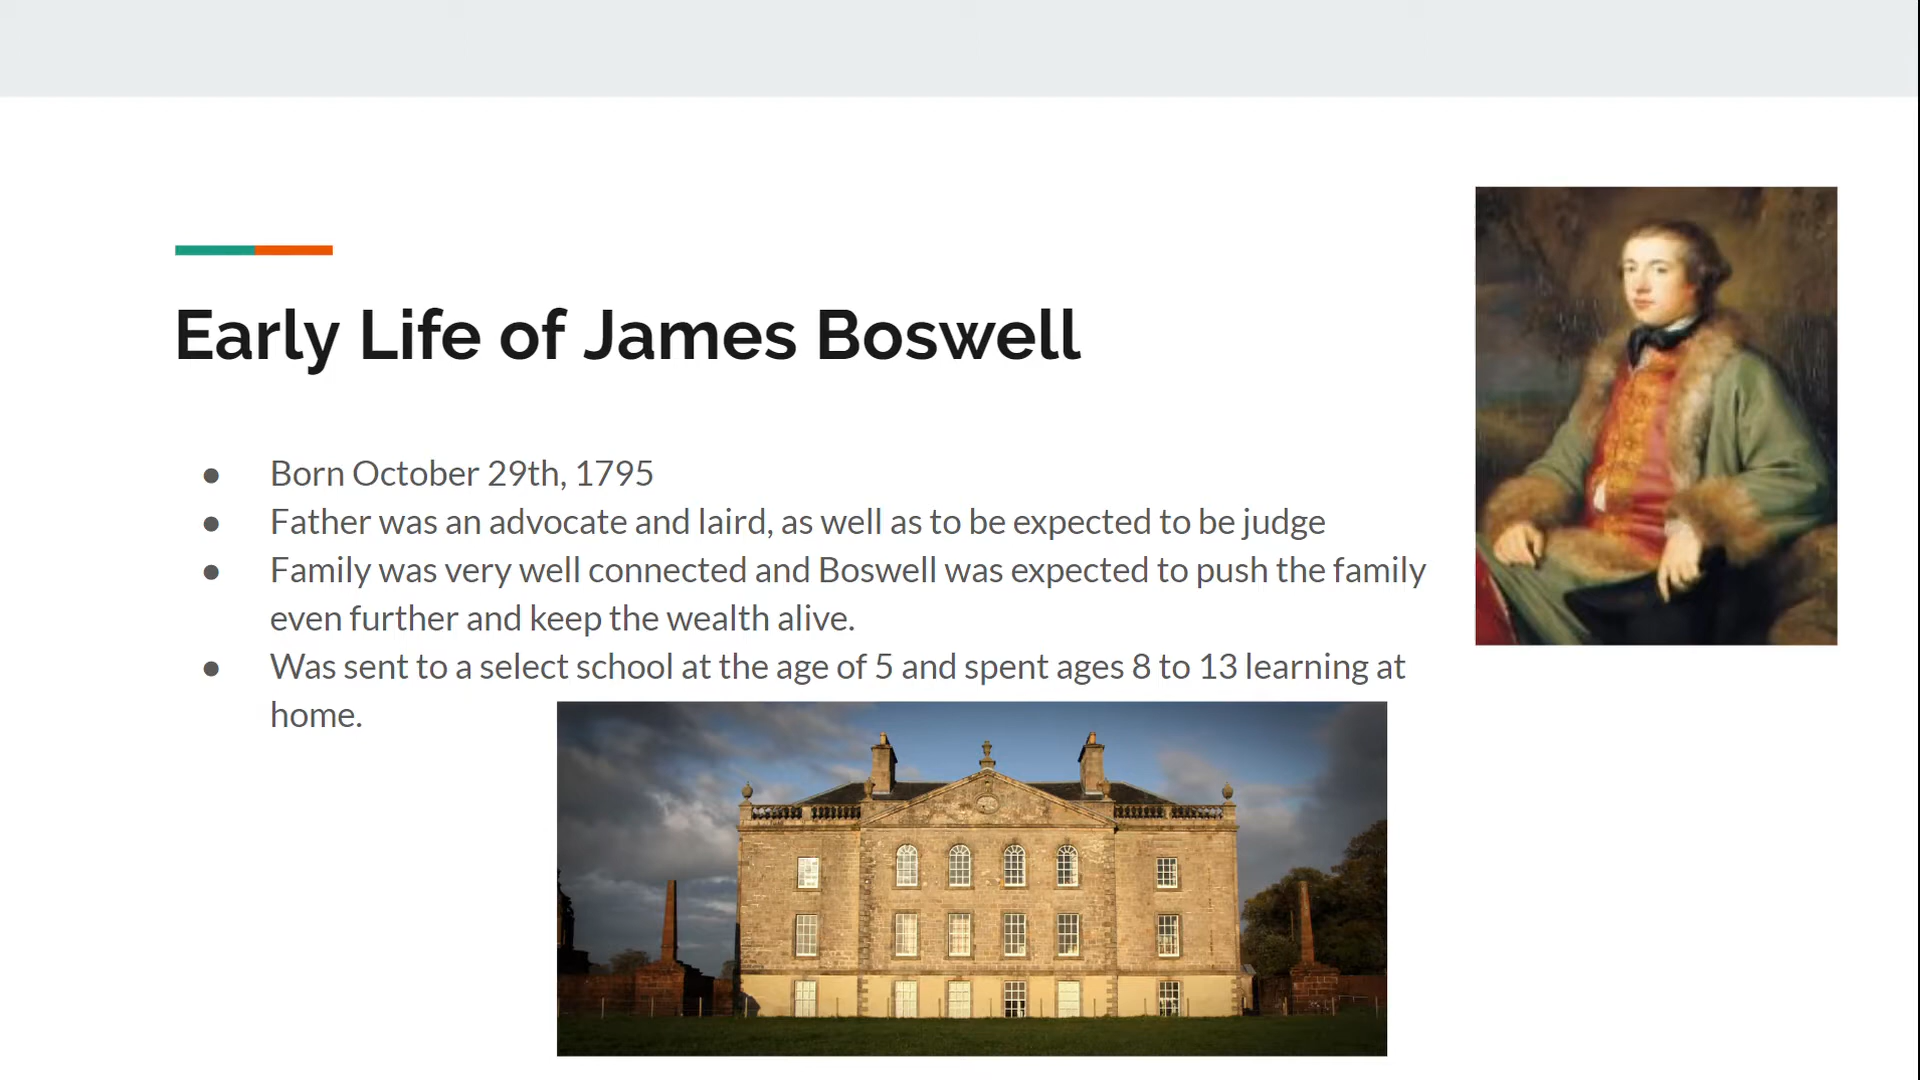 Early Life of James Boswell
● Born October 29th, 1795
● Father was an advocate and laird, as well as to be expected to be judge
● Family was very well connected and Boswell was expected to push the family
even further and keep the wealth alive.
● Was sent to a select school at the age of 5 and spent ages 8 to 13 learning at
home.